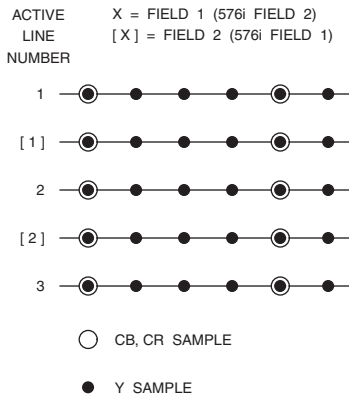 ACTIVE
LINE
NUMBER
X = FIELD 1 (576i FIELD 2)
[ X ] = FIELD 2 (576i FIELD 1)
1
[ 1 ]
2
[ 2 ]
3
CB, CR SAMPLE
Y SAMPLE